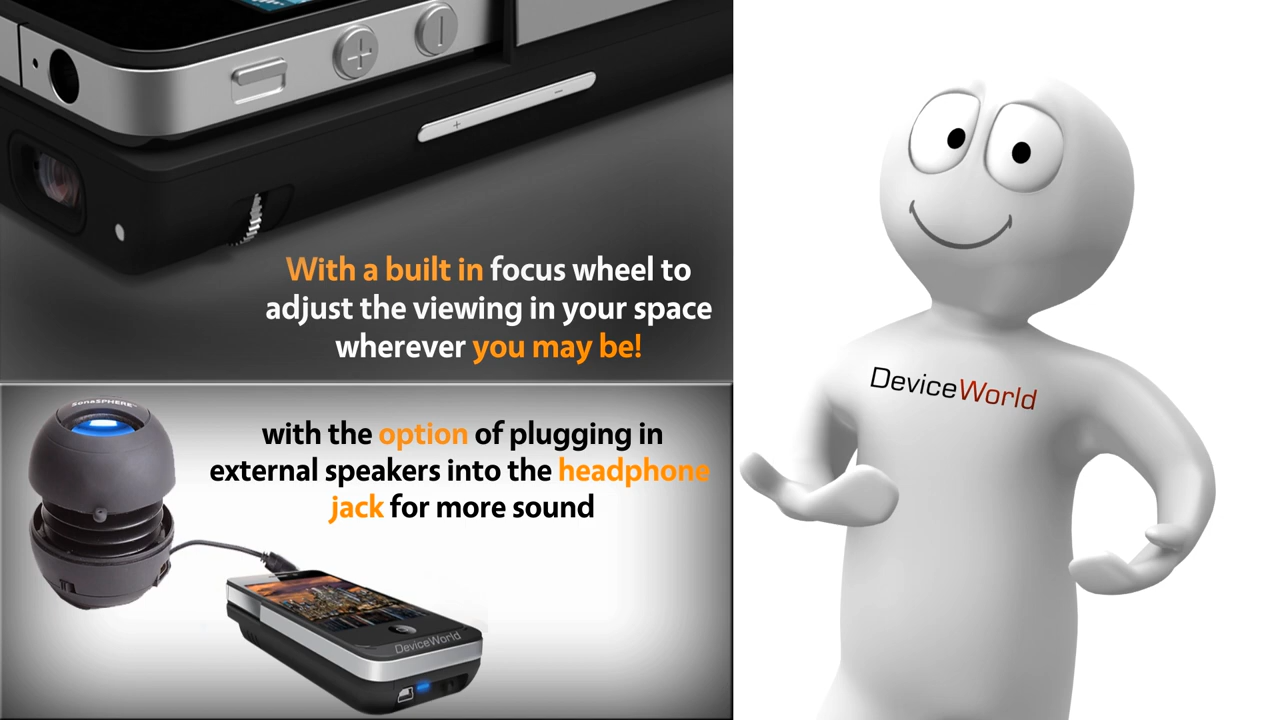 With a built in focus wheel to
adjust the viewing in your space
wherever you may be!
SonaSPHERE
with the option of plugging in
external speakers into the headphone
jack for more sound
DeviceWorld
DeviceWorld